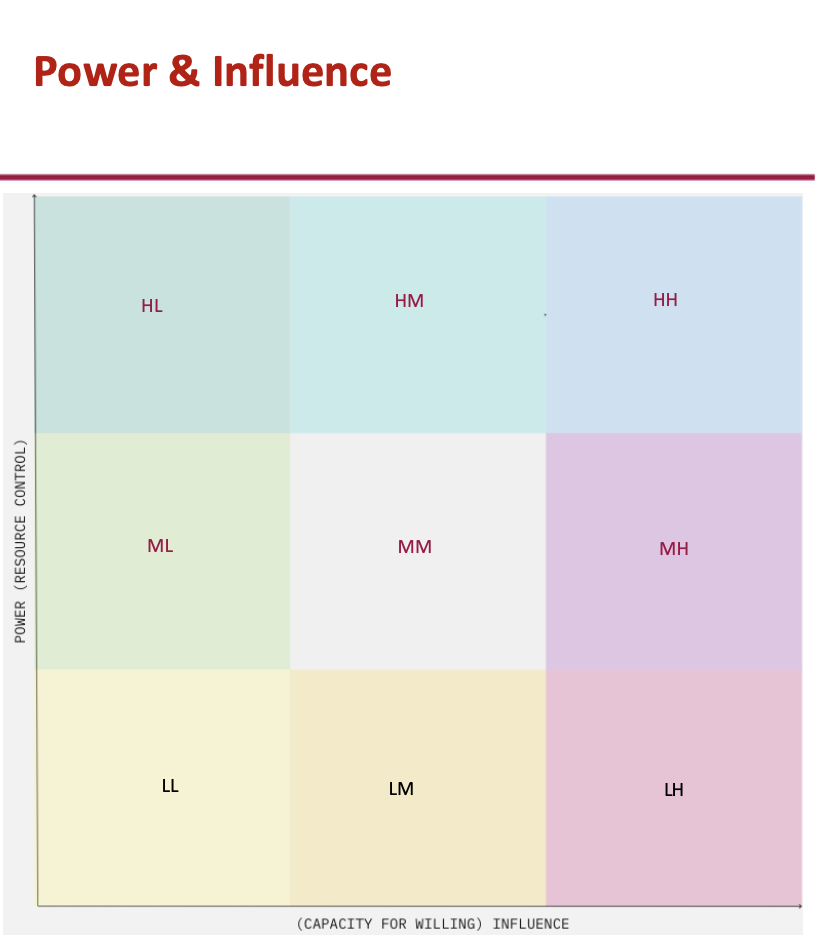 Power & Influence
HL
HM
HH
POWER (RESOURCE CONTROL)
ML
MM
MH
LL
LM
LH
(CAPACITY FOR WILLING) INFLUENCE